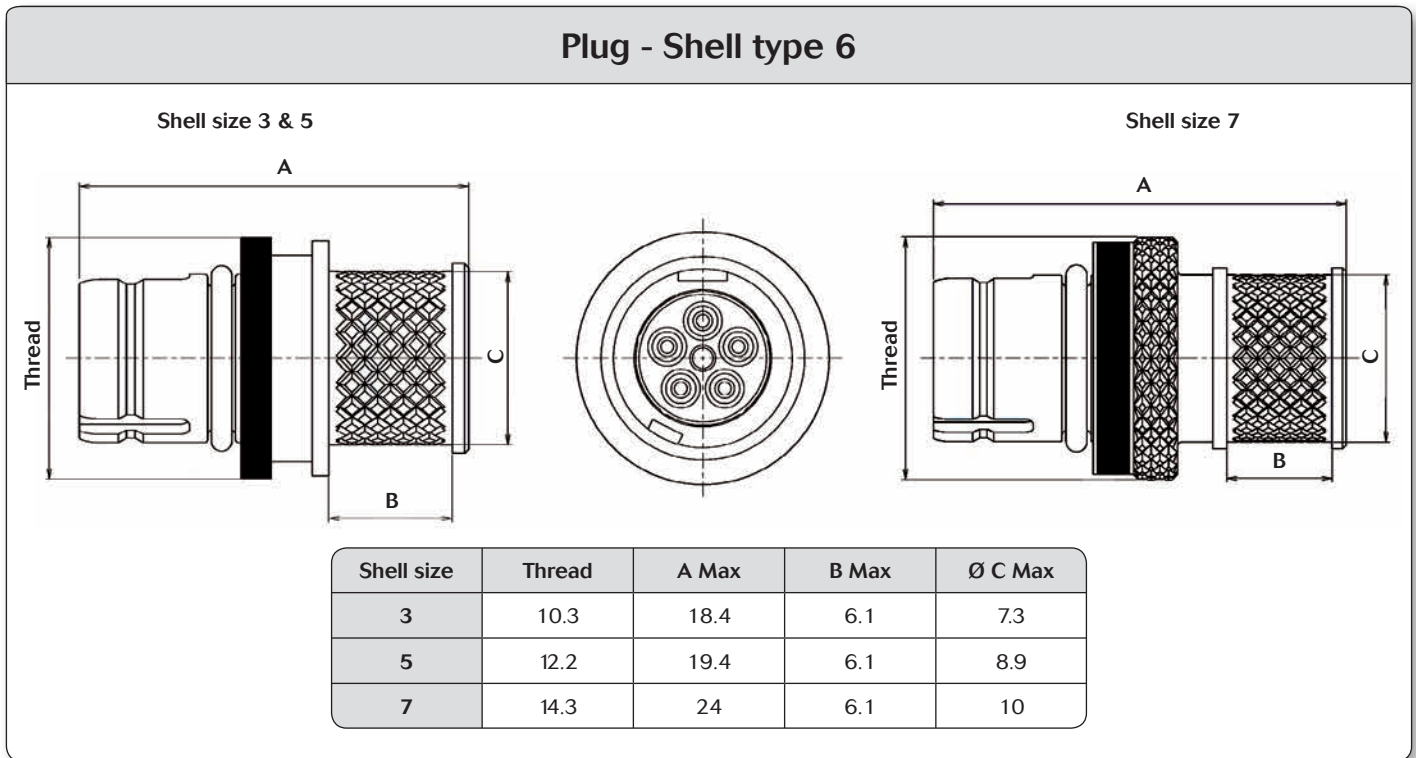 Plug - Shell type 6
Shell size 3 & 5
Shell size 7
A
Thread
C
B
A
Thread
C
B
Shell size Thread A Max B Max Ø C Max
3 10.3 18.4 6.1 7.3
5 12.2 19.4 6.1 8.9
7 14.3 24 6.1 10